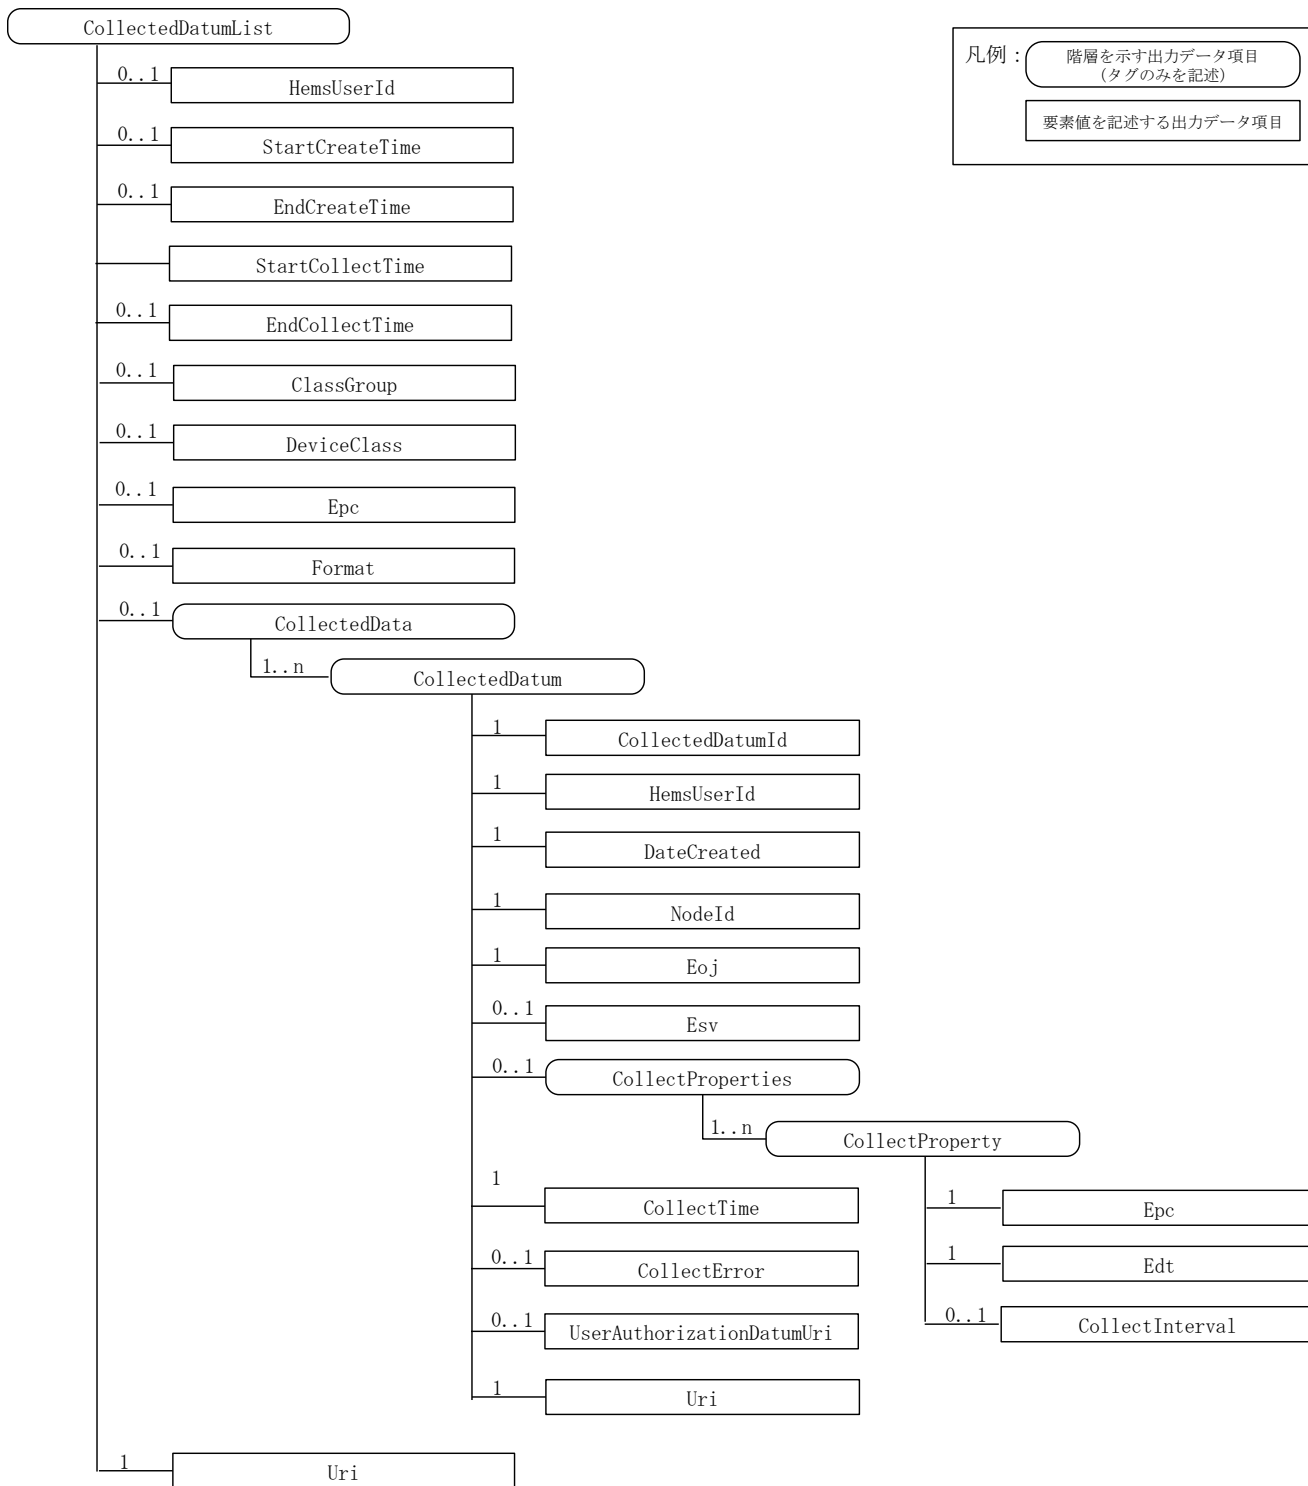 CollectedDatumList
凡例：
階層を示す出力データ項目
(タグのみを記述)
要素値を記述する出力データ項目
0..1
HemsUserId
0..1
StartCreateTime
0..1
EndCreateTime
StartCollectTime
0..1
EndCollectTime
0..1
ClassGroup
0..1
DeviceClass
0..1
Epc
0..1
Format
0..1
CollectedData
1..n
CollectedDatum
1
CollectedDatumId
1
HemsUserId
1
DateCreated
1
NodeId
1
Eoj
0..1
Esv
0..1
CollectProperties
1..n
CollectProperty
1
Epc
1
Edt
0..1
CollectInterval
1
CollectTime
0..1
CollectError
0..1
UserAuthorizationDatumUri
1
Uri
1
Uri